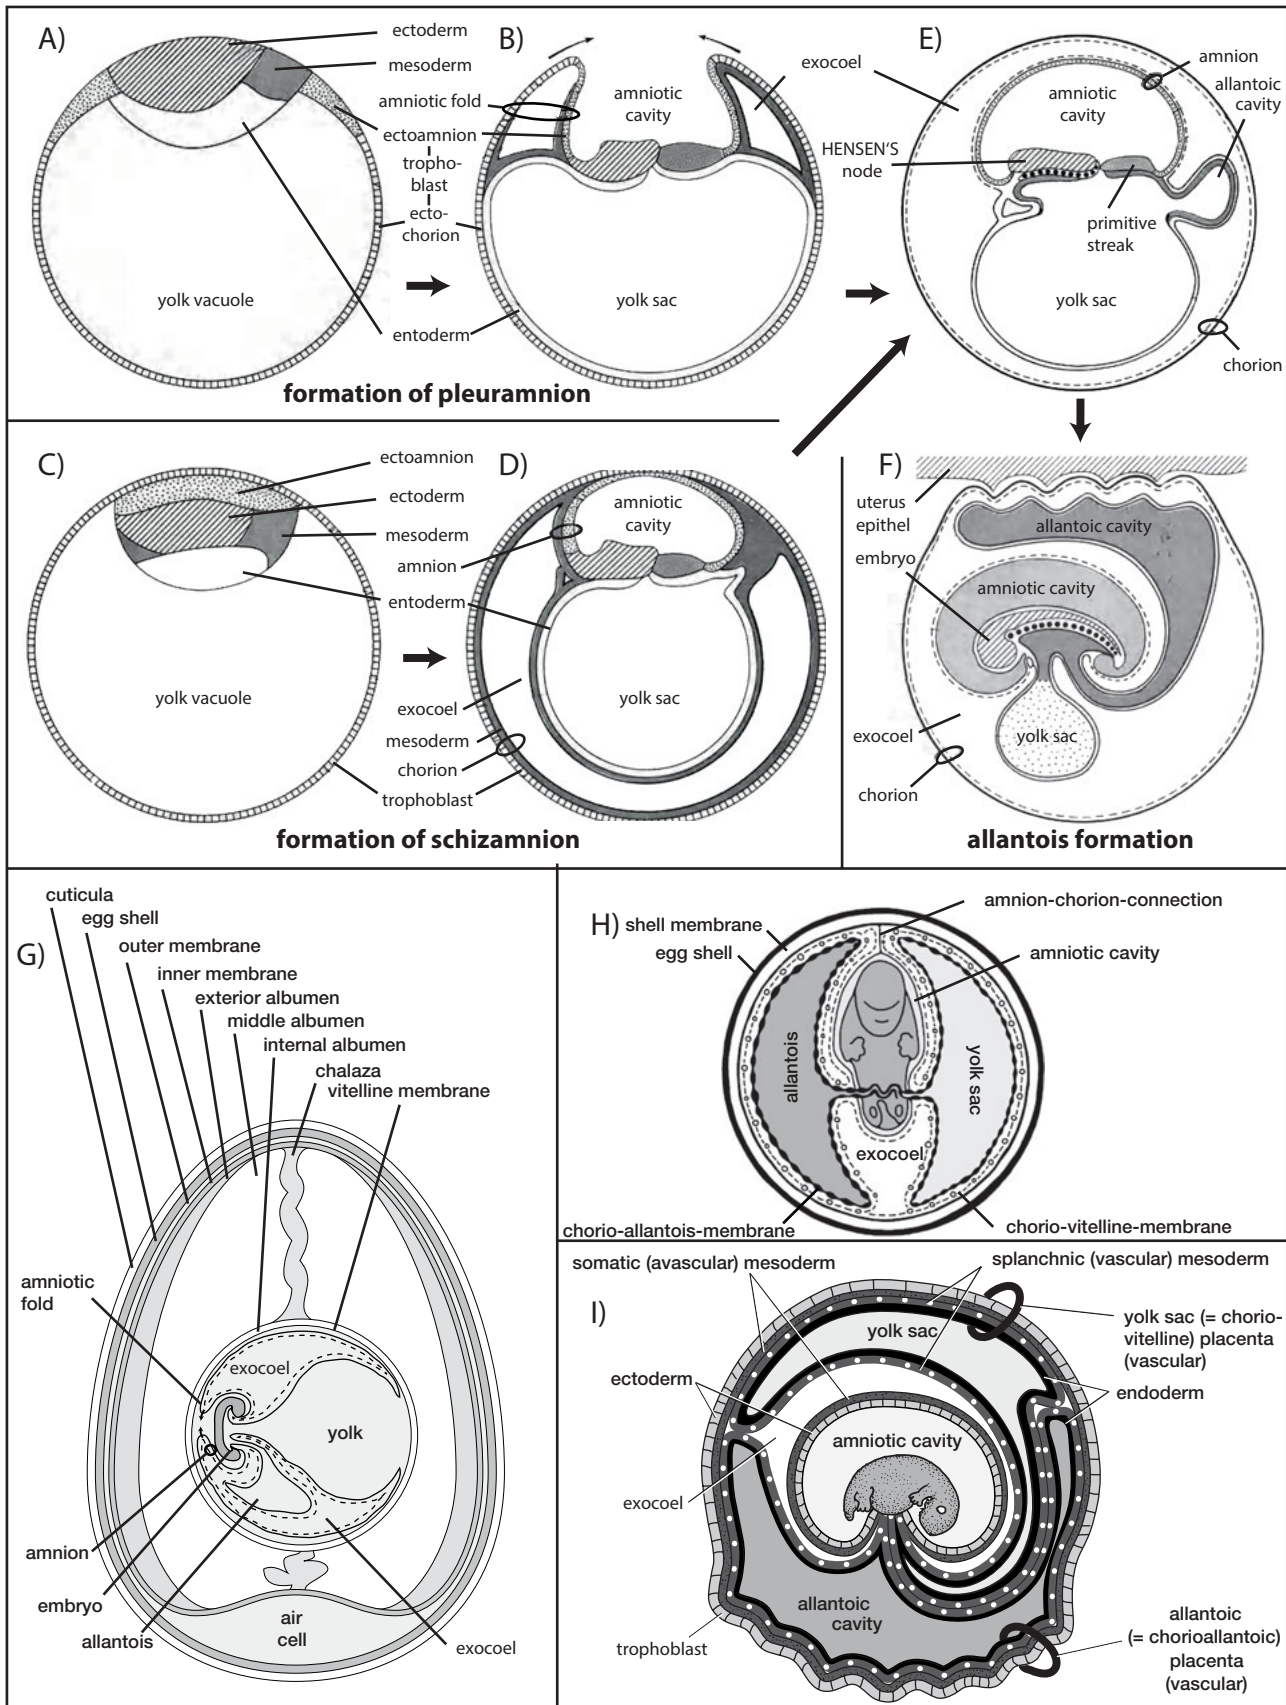 A)
ectoderm
mesoderm
amniotic fold
ectoamnion
tropho-
blast
ecto-
chorion
yolk vacuole
entoderm
B)
amniotic
cavity
yolk sac
exocoel
formation of pleuramnion
E)
amnion
allantoic
cavity
amniotic
cavity
HENSEN'S
node
primitive
streak
yolk sac
chorion
C)
ectoamnion
ectoderm
mesoderm
amnion
entoderm
yolk vacuole
exocoel
mesoderm
chorion
trophoblast
D)
amniotic
cavity
yolk sac
formation of schizamnion
F)
uterus
epithel
embryo
allantoic cavity
amniotic cavity
exocoel
yolk sac
chorion
allantois formation
G)
cuticula
egg shell
outer membrane
inner membrane
exterior albumen
middle albumen
internal albumen
chalaza
vitelline membrane
amniotic
fold
exocoel
yolk
amnion
embryo
allantois
air
cell
exocoel
H)
shell membrane
egg shell
amnion-chorion-connection
amniotic cavity
allantois
yolk sac
exocoel
chorio-allantois-membrane
chorio-vitelline-membrane
I)
somatic (avascular) mesoderm
splanchnic (vascular) mesoderm
yolk sac
yolk sac (= chorio-
vitelline) placenta
(vascular)
ectoderm
endoderm
amniotic cavity
exocoel
allantoic
cavity
trophoblast
allantoic
(= chorioallantoic)
placenta
(vascular)